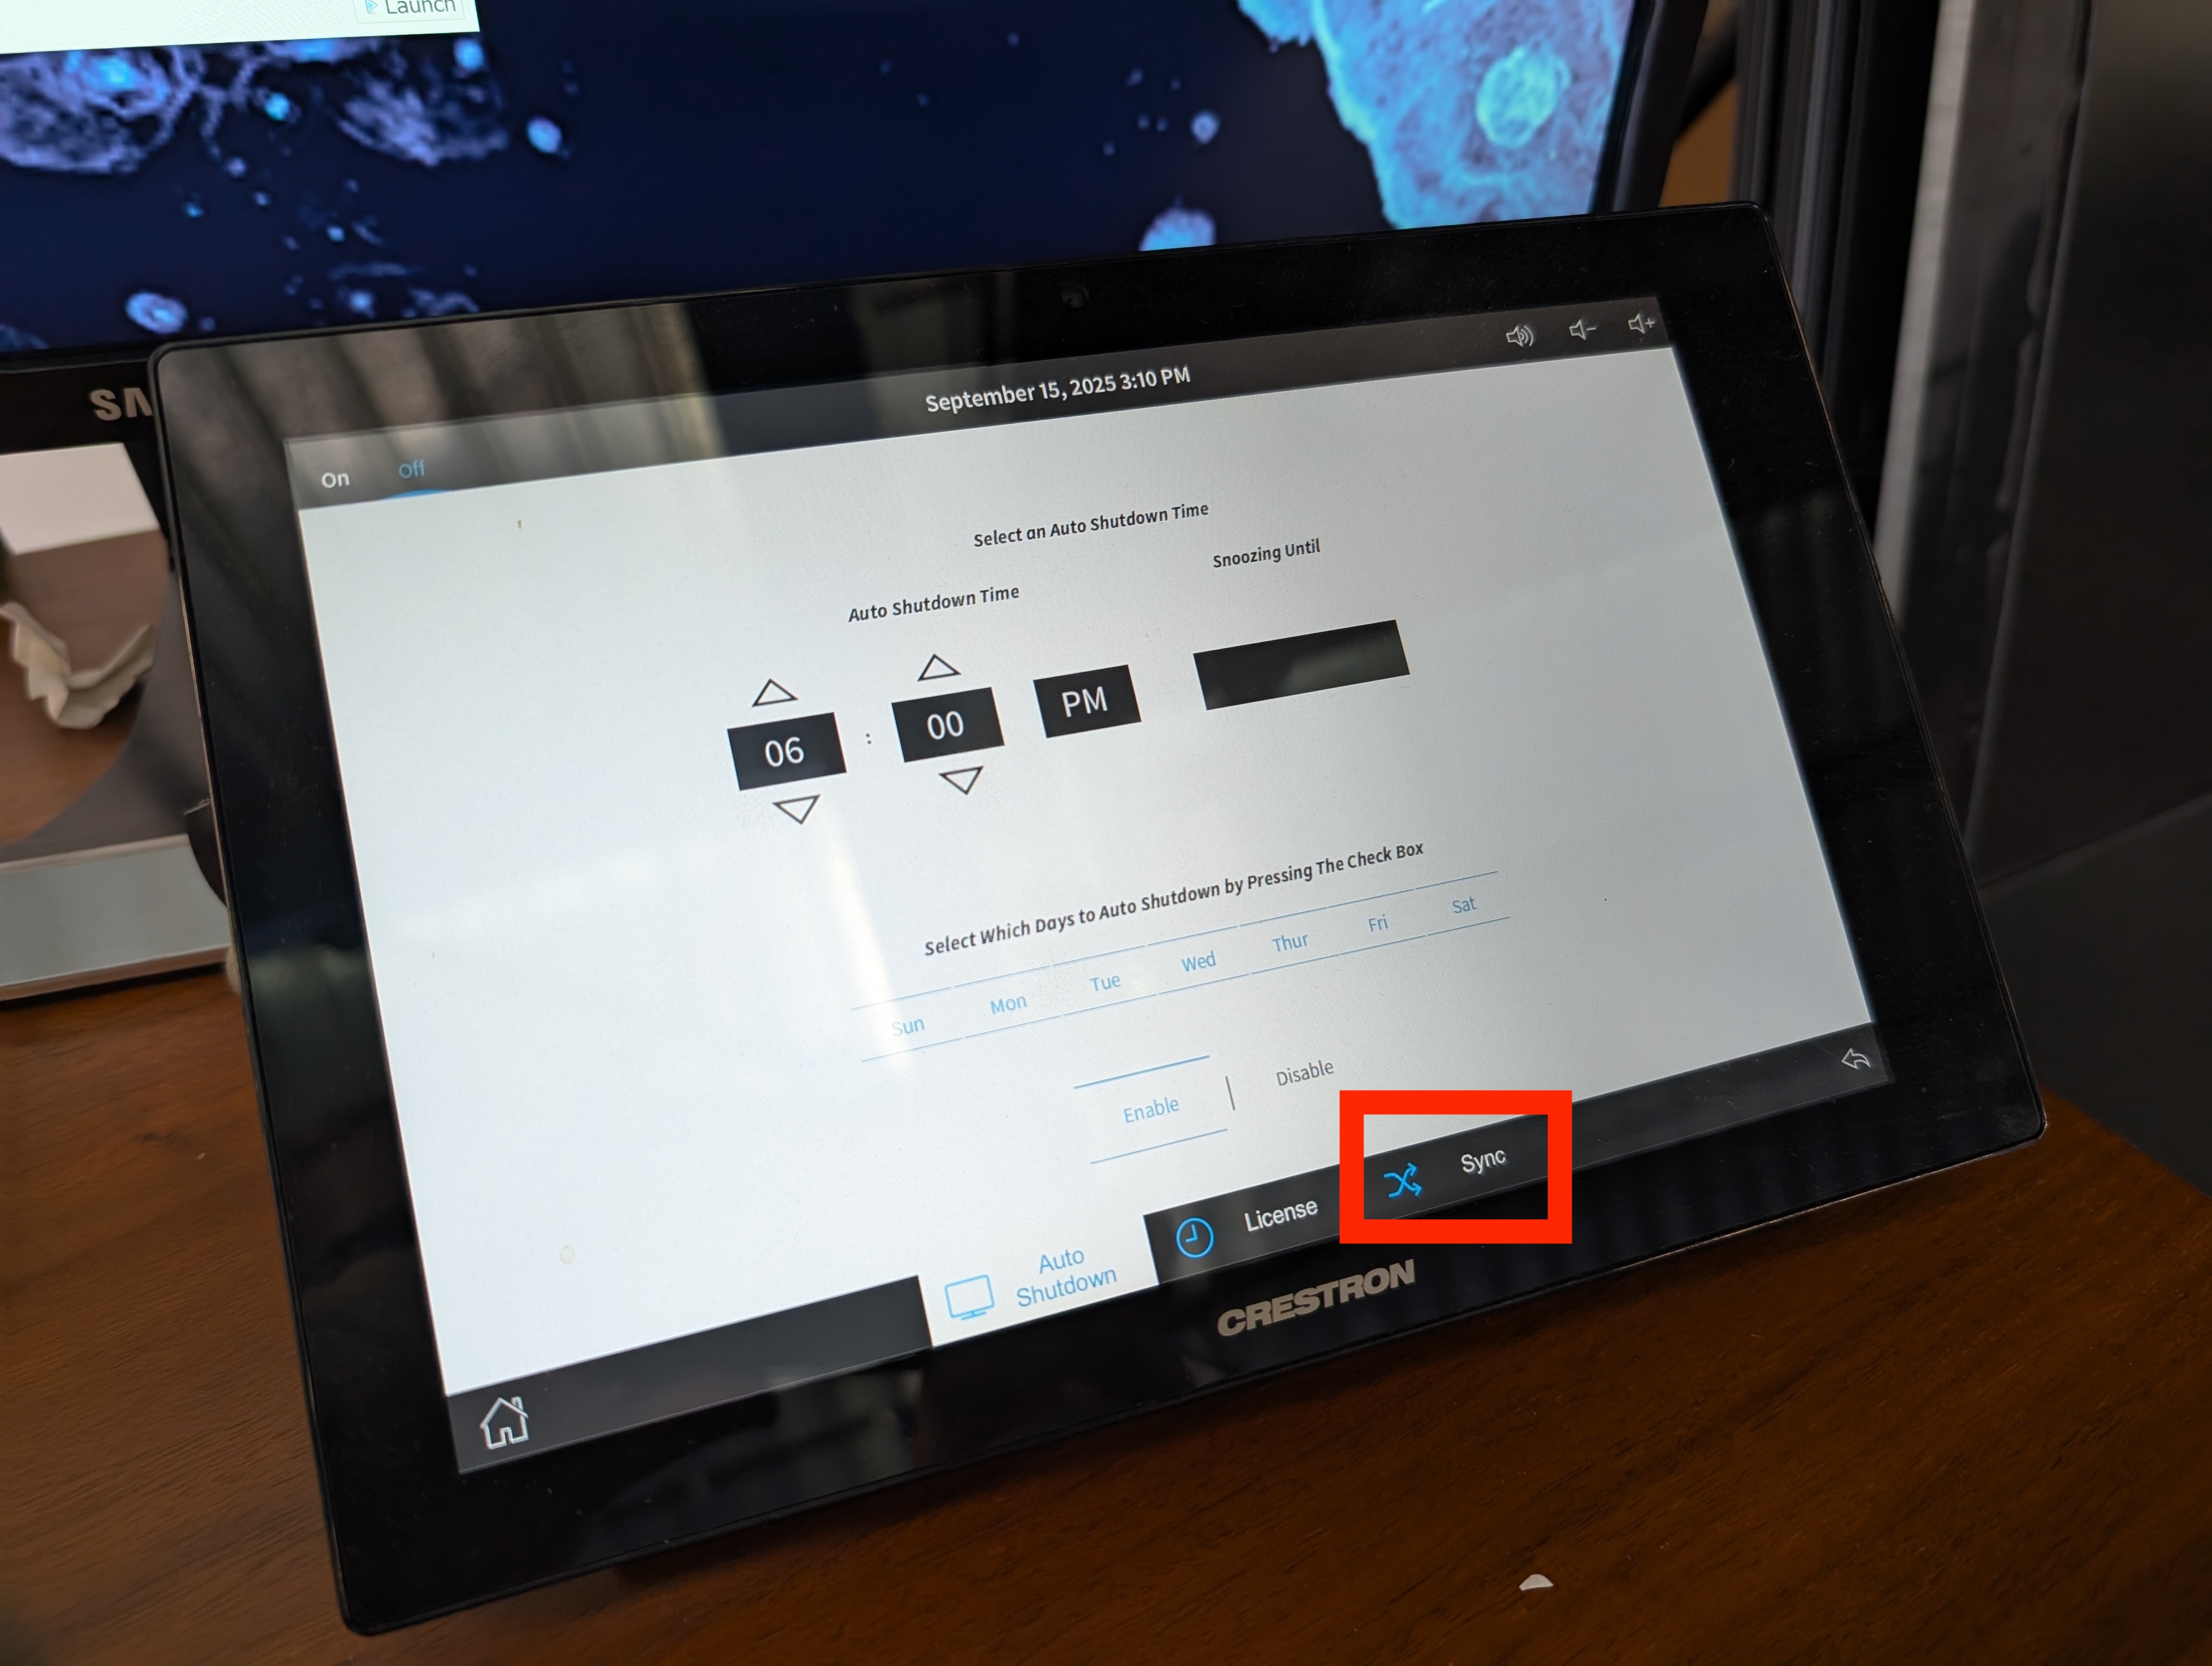 Launch
September 15, 2025 3:10 PM
On Off
Select an Auto Shutdown Time
Auto Shutdown Time
Snoozing Until
06 : 00 PM
Select Which Days to Auto Shutdown by Pressing The Check Box
Sun Mon Tue Wed Thur Fri Sat
Enable | Disable
Auto
Shutdown
License
Sync
CRESTRON